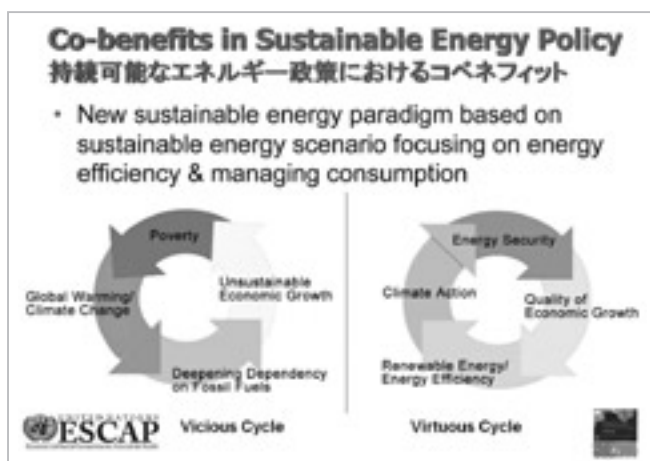 Co-benefits in Sustainable Energy Policy
持続可能なエネルギー政策におけるコベネフィット
• New sustainable energy paradigm based on
sustainable energy scenario focusing on energy
efficiency & managing consumption
Poverty
Unsustainable
Economic Growth
Global Warming/
Climate Change
Deepening Dependency
on Fossil Fuels
Energy Security
Climate Action
Quality of
Economic Growth
Renewable Energy/
Energy Efficiency
UNITED NATIONS
ESCAP
Vicious Cycle
Virtuous Cycle